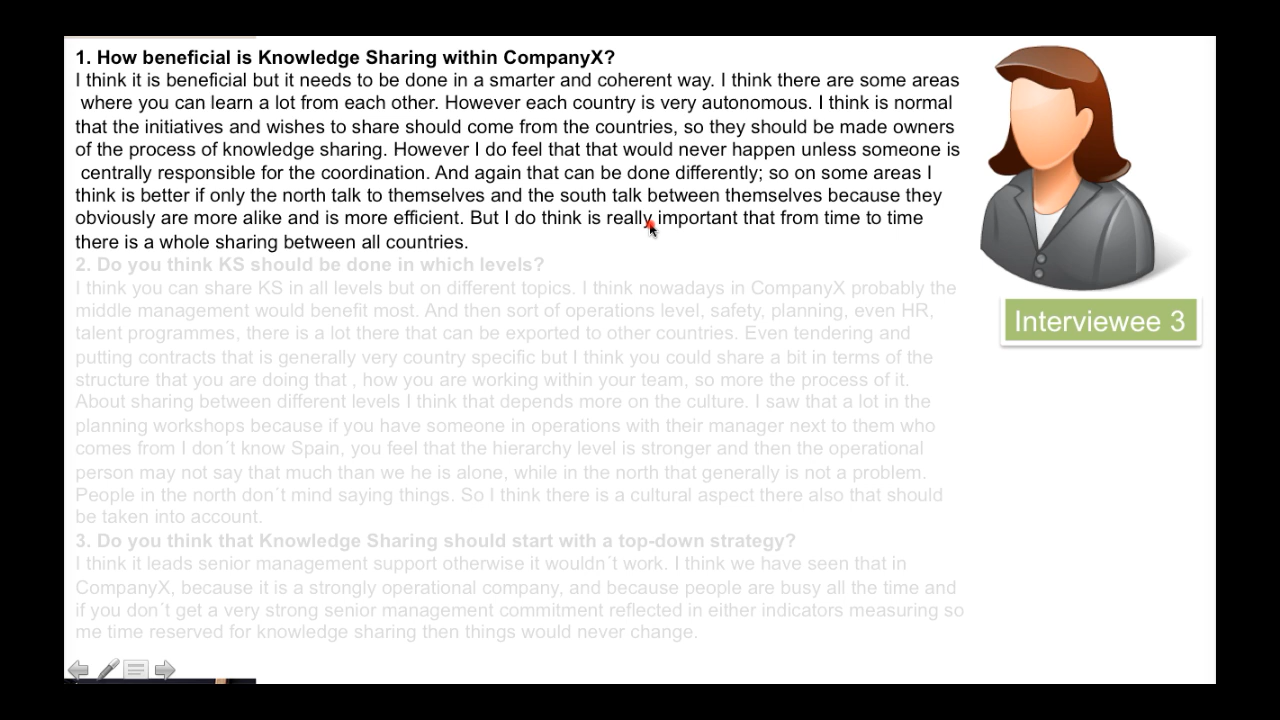 1. How beneficial is Knowledge Sharing within CompanyX?
I think it is beneficial but it needs to be done in a smarter and coherent way. I think there are some areas
where you can learn a lot from each other. However each country is very autonomous. I think is normal
that the initiatives and wishes to share should come from the countries, so they should be made owners
of the process of knowledge sharing. However I do feel that that would never happen unless someone is
centrally responsible for the coordination. And again that can be done differently; so on some areas I
think is better if only the north talk to themselves and the south talk between themselves because they
obviously are more alike and is more efficient. But I do think is really important that from time to time
there is a whole sharing between all countries.
2. Do you think KS should be done in which levels?
I think you can share KS in all levels but on different topics. I think nowadays in CompanyX probably the
middle management would benefit most. And then sort of operations level, safety, planning, even HR,
talent programmes, there is a lot there that can be exported to other countries. Even tendering and
putting contracts that is generally very country specific but I think you could share a bit in terms of the
structure that you are doing that , how you are working within your team, so more the process of it.
About sharing between different levels I think that depends more on the culture. I saw that a lot in the
planning workshops because if you have someone in operations with their manager next to them who
comes from I don´t know Spain, you feel that the hierarchy level is stronger and then the operational
person may not say that much than we he is alone, while in the north that generally is not a problem.
People in the north don´t mind saying things. So I think there is a cultural aspect there also that should
be taken into account.
3. Do you think that Knowledge Sharing should start with a top-down strategy?
I think it leads senior management support otherwise it wouldn´t work. I think we have seen that in
CompanyX, because it is a strongly operational company, and because people are busy all the time and
if you don´t get a very strong senior management commitment reflected in either indicators measuring so
me time reserved for knowledge sharing then things would never change.
Interviewee 3